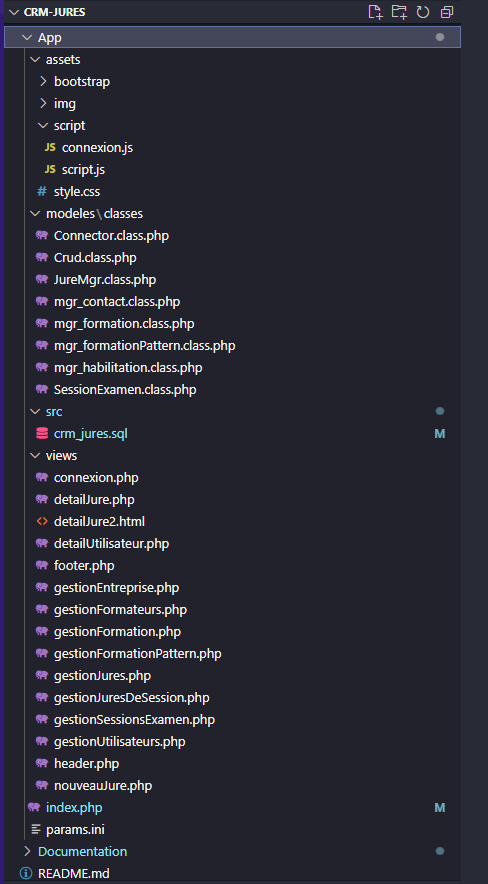 CRM-JURES
App
assets
bootstrap
img
script
JS connexion.js
JS script.js
# style.css
modeles\classes
Connector.class.php
Crud.class.php
JureMgr.class.php
mgr_contact.class.php
mgr_formation.class.php
mgr_formationPattern.class.php
mgr_habilitation.class.php
SessionExamen.class.php
src
crm_jures.sql M
views
connexion.php
detailJure.php
detailJure2.html
detailUtilisateur.php
footer.php
gestionEntreprise.php
gestionFormateurs.php
gestionFormation.php
gestionFormationPattern.php
gestionJures.php
gestionJuresDeSession.php
gestionSessionsExamen.php
gestionUtilisateurs.php
header.php
nouveauJure.php
index.php M
params.ini
Documentation
README.md